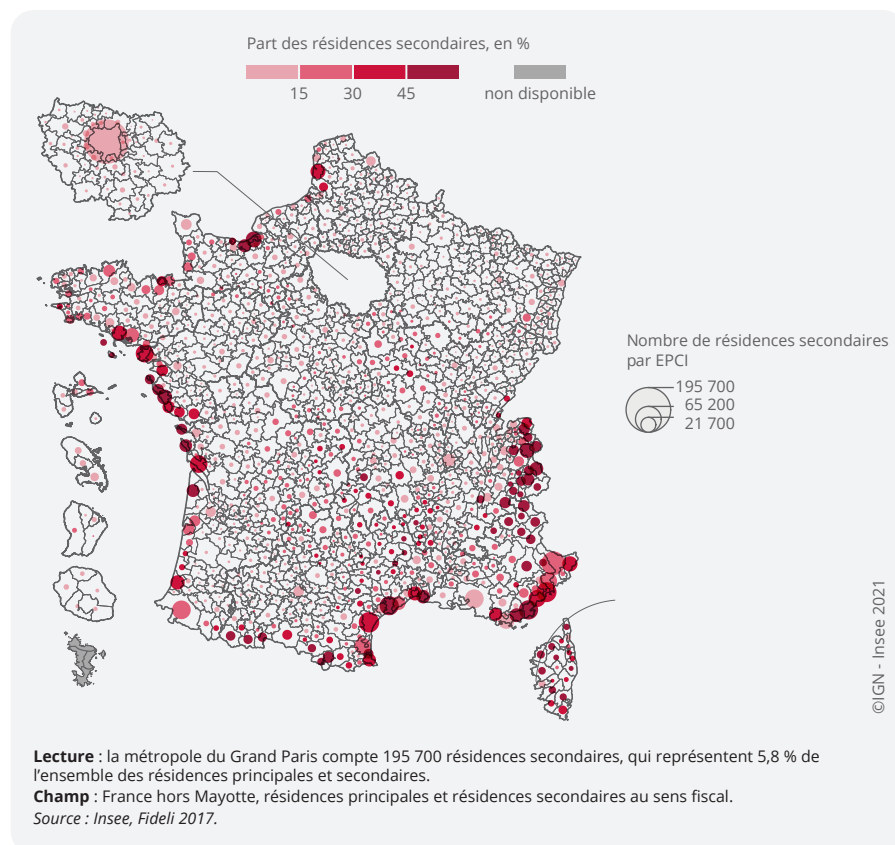 Part des résidences secondaires, en %
15 30 45 non disponible
Nombre de résidences secondaires
par EPCI
195 700
65 200
21 700
©IGN - Insee 2021
Lecture : la métropole du Grand Paris compte 195 700 résidences secondaires, qui représentent 5,8 % de
l’ensemble des résidences principales et secondaires.
Champ : France hors Mayotte, résidences principales et résidences secondaires au sens fiscal.
Source : Insee, Fideli 2017.